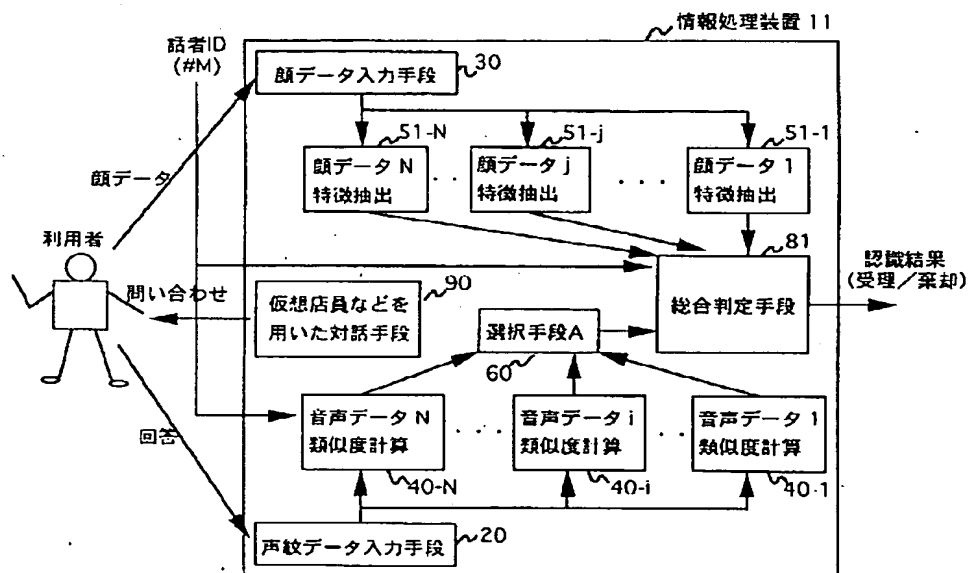 情報処理装置 11
話者ID
(#M)
顔データ入力手段
30
51-N
51-j
51-1
顔データ N
特徴抽出
顔データ j
特徴抽出
顔データ 1
特徴抽出
. .
. . .
顔データ
利用者
81
認識結果
(受理/棄却)
問い合わせ
90
仮想店員などを
用いた対話手段
総合判定手段
選択手段A
60
回答
音声データ N
類似度計算
音声データ i
類似度計算
音声データ 1
類似度計算
. . .
. .
40-N
40-i
40-1
声紋データ入力手段
20